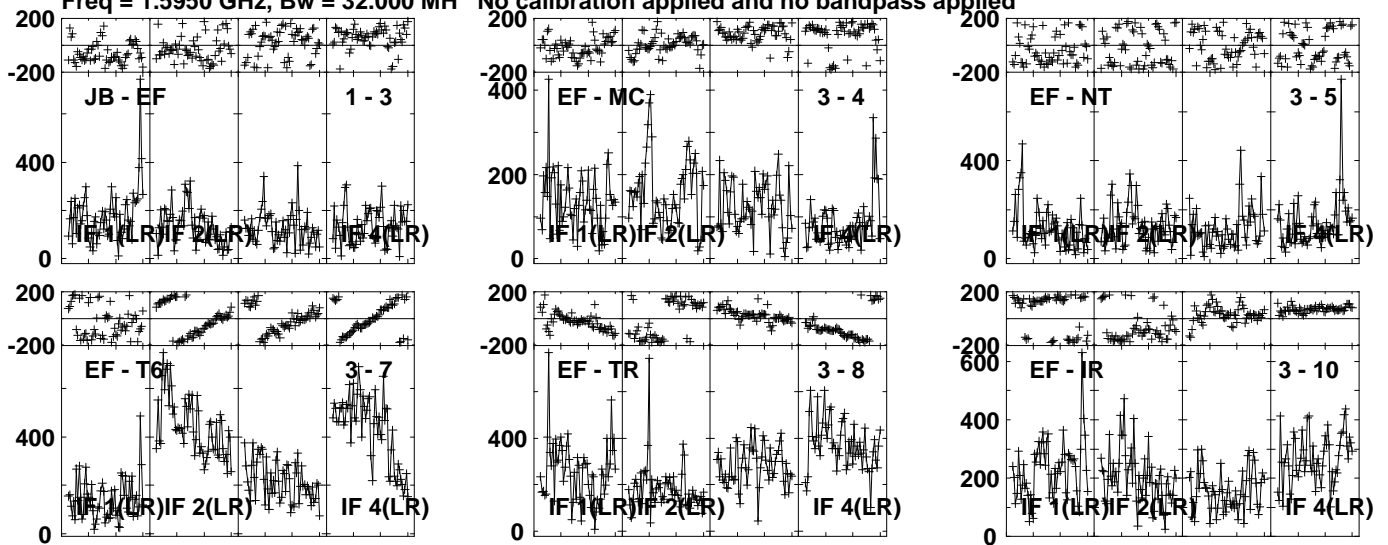 Freq = 1.5950 GHz, Bw = 32.000 MH No calibration applied and no bandpass applied
200
-200
JB - EF 1 - 3
400
0
IF 1(LR) IF 2(LR) IF 4(LR)
200
-200
400
EF - MC 3 - 4
200
0
IF 1(LR) IF 2(LR) IF 4(LR)
200
-200
EF - NT 3 - 5
400
0
IF 1(LR) IF 2(LR) IF 4(LR)
200
-200
EF - T6 3 - 7
400
0
IF 1(LR) IF 2(LR) IF 4(LR)
200
-200
EF - TR 3 - 8
400
0
IF 1(LR) IF 2(LR) IF 4(LR)
200
-200
600
EF - IR 3 - 10
400
200
0
IF 1(LR) IF 2(LR) IF 4(LR)